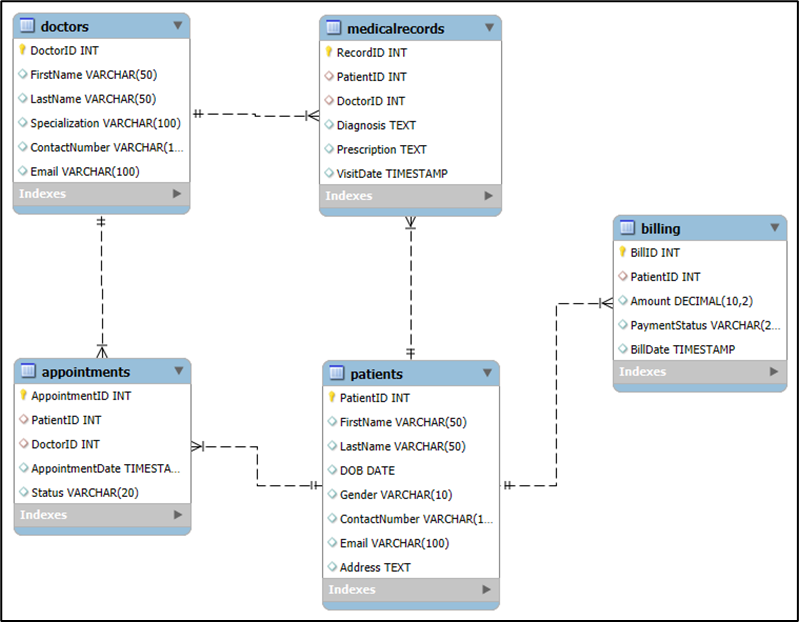 doctors
DoctorID INT
FirstName VARCHAR(50)
LastName VARCHAR(50)
Specialization VARCHAR(100)
ContactNumber VARCHAR(1...
Email VARCHAR(100)
Indexes
medicalrecords
RecordID INT
PatientID INT
DoctorID INT
Diagnosis TEXT
Prescription TEXT
VisitDate TIMESTAMP
Indexes
billing
BillID INT
PatientID INT
Amount DECIMAL(10,2)
PaymentStatus VARCHAR(2...
BillDate TIMESTAMP
Indexes
appointments
AppointmentID INT
PatientID INT
DoctorID INT
AppointmentDate TIMESTA...
Status VARCHAR(20)
Indexes
patients
PatientID INT
FirstName VARCHAR(50)
LastName VARCHAR(50)
DOB DATE
Gender VARCHAR(10)
ContactNumber VARCHAR(1...
Email VARCHAR(100)
Address TEXT
Indexes